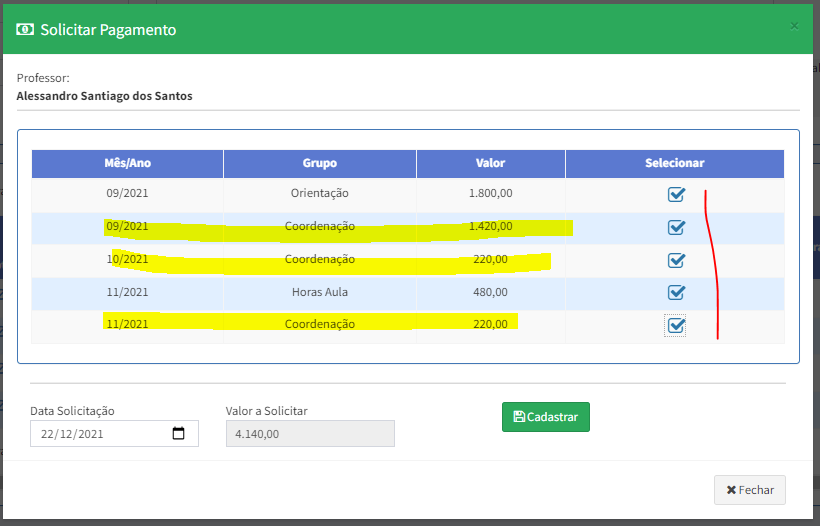 Solicitar Pagamento ×
Professor:
Alessandro Santiago dos Santos
Mês/Ano Grupo Valor Selecionar
09/2021 Orientação 1.800,00
09/2021 Coordenação 1.420,00
10/2021 Coordenação 220,00
11/2021 Horas Aula 480,00
11/2021 Coordenação 220,00
Data Solicitação Valor a Solicitar
22/12/2021 4.140,00 Cadastrar
Fechar